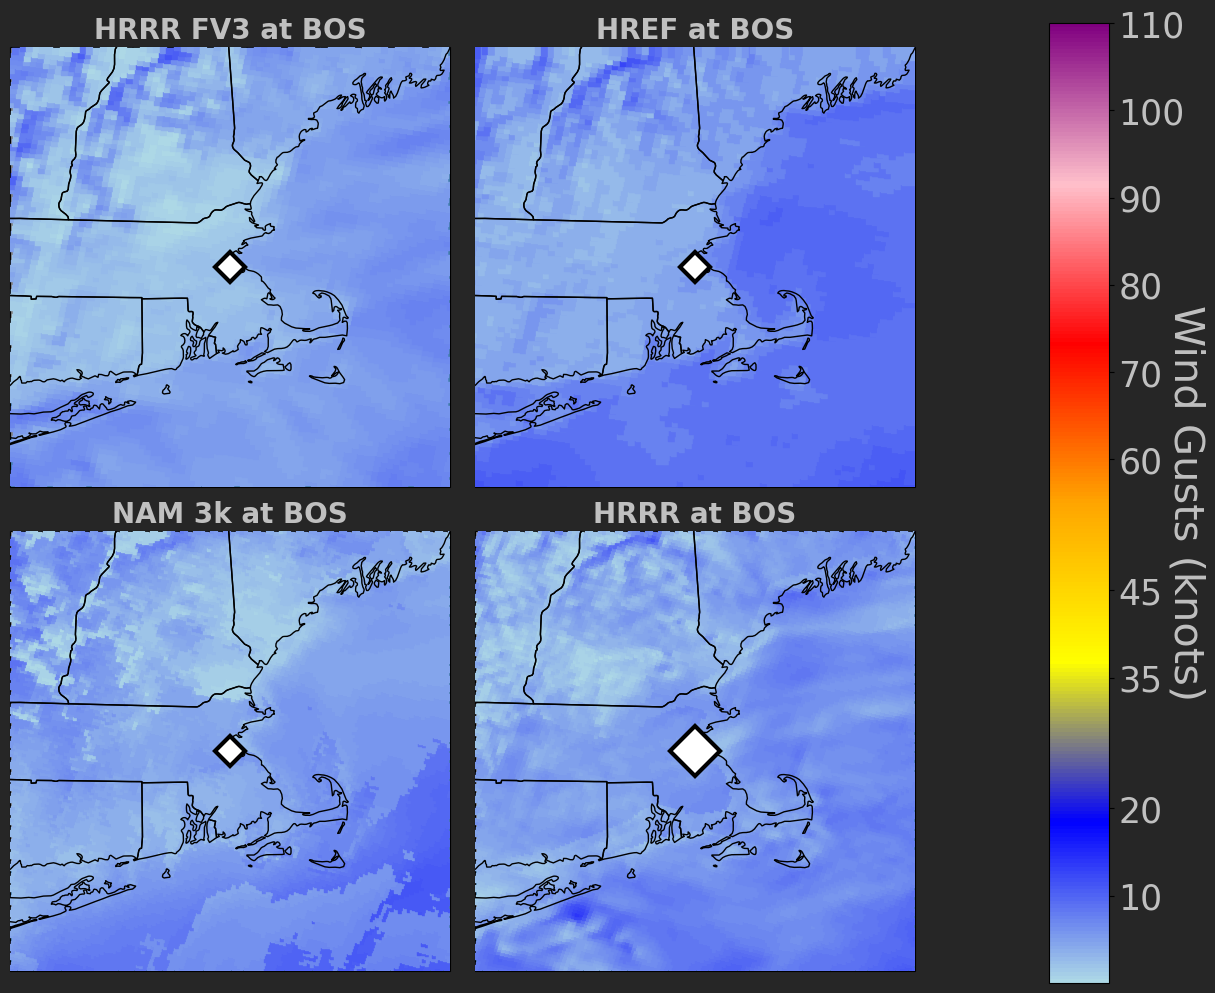 HRRR FV3 at BOS
HREF at BOS
NAM 3k at BOS
HRRR at BOS
110
100
90
80
70
60
45
35
20
10
Wind Gusts (knots)